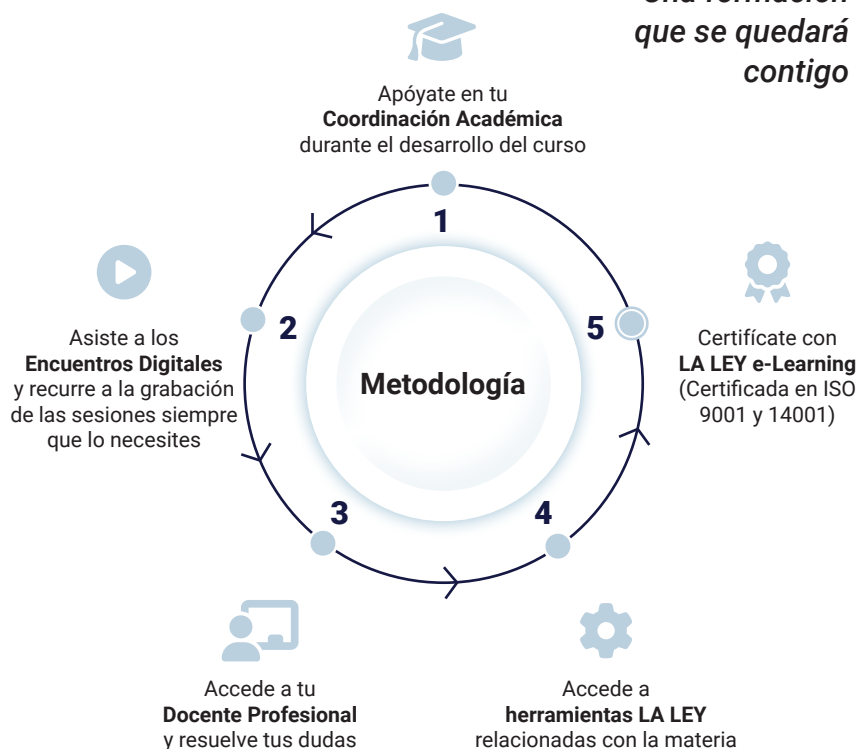 Una formación
que se quedará
contigo
Apóyate en tu
Coordinación Académica
durante el desarrollo del curso
1
Asiste a los
Encuentros Digitales
y recurre a la grabación
de las sesiones siempre
que lo necesites
2
Metodología
5
Certifícate con
LA LEY e-Learning
(Certificada en ISO
9001 y 14001)
3
4
Accede a tu
Docente Profesional
y resuelve tus dudas
Accede a
herramientas LA LEY
relacionadas con la materia